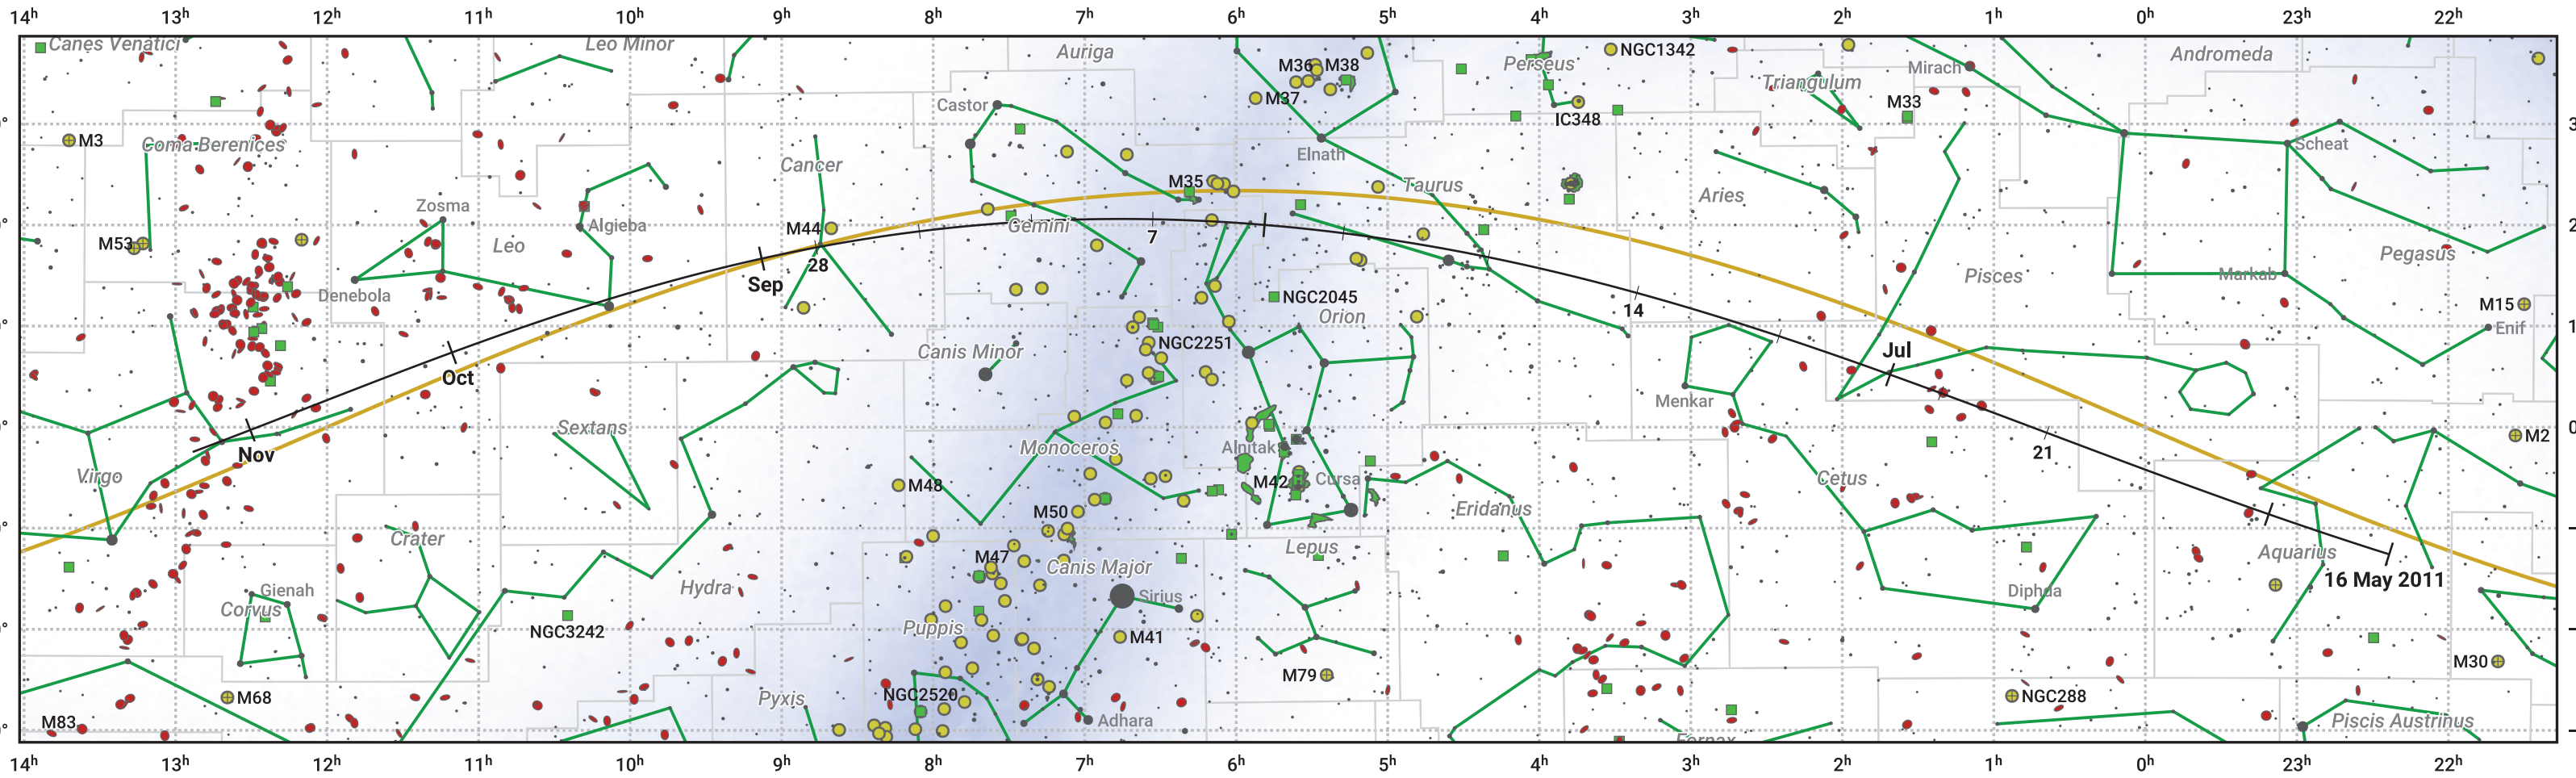 14ʰ 13ʰ 12ʰ 11ʰ 10ʰ 9ʰ 8ʰ 7ʰ 6ʰ 5ʰ 4ʰ 3ʰ 2ʰ 1ʰ 0ʰ 23ʰ 22ʰ
Canes Venatici
Leo Minor
Auriga
M36 M38
Perseus
NGC1342
Andromeda
Mirach
Triangulum
Castor
M37
M33
IC348
M3
Coma Berenices
Elnath
Scheat
Cancer
M35
Taurus
Aries
Zosma
Algieba
M44
Gemini
7
M53
Leo
28
Pegasus
Denebola
Sep
Pisces
Markab
NGC2045
14
Orion
M15
Enif
NGC2251
Canis Minor
Jul
Oct
Menkar
Sextans
Monoceros
Alnitak
M2
Nov
21
Virgo
M48
M42
Cursa
Cetus
Eridanus
M50
Crater
Lepus
Aquarius
M47
Canis Major
16 May 2011
Hydra
Gienah
Sirius
Diphda
Corvus
NGC3242
Puppis
M41
M79
M30
M68
NGC2520
Pyxis
NGC288
M83
Adhara
Piscis Austrinus
Fornax
14ʰ 13ʰ 12ʰ 11ʰ 10ʰ 9ʰ 8ʰ 7ʰ 6ʰ 5ʰ 4ʰ 3ʰ 2ʰ 1ʰ 0ʰ 23ʰ 22ʰ